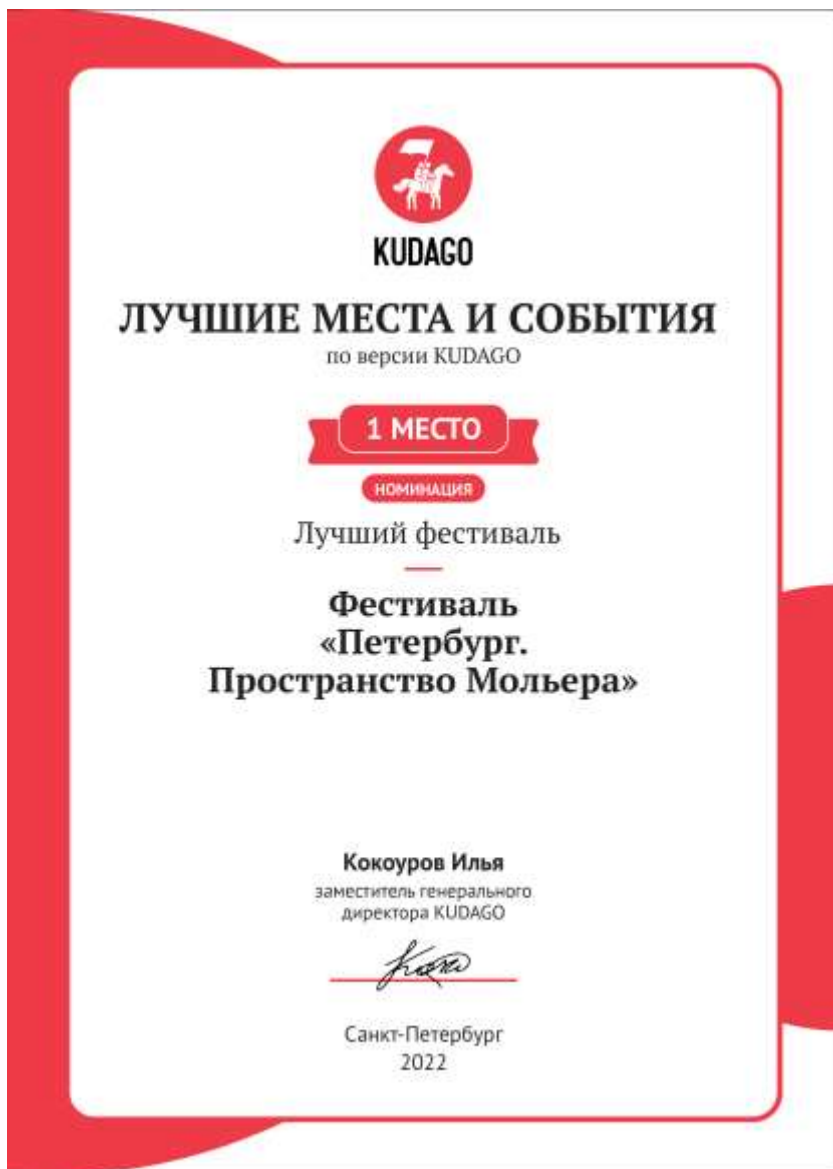 KUDAGO
ЛУЧШИЕ МЕСТА И СОБЫТИЯ
по версии KUDAGO
1 МЕСТО
НОМИНАЦИЯ
Лучший фестиваль
Фестиваль
«Петербург.
Пространство Мольера»
Кокоуров Илья
заместитель генерального
директора KUDAGO
Санкт-Петербург
2022